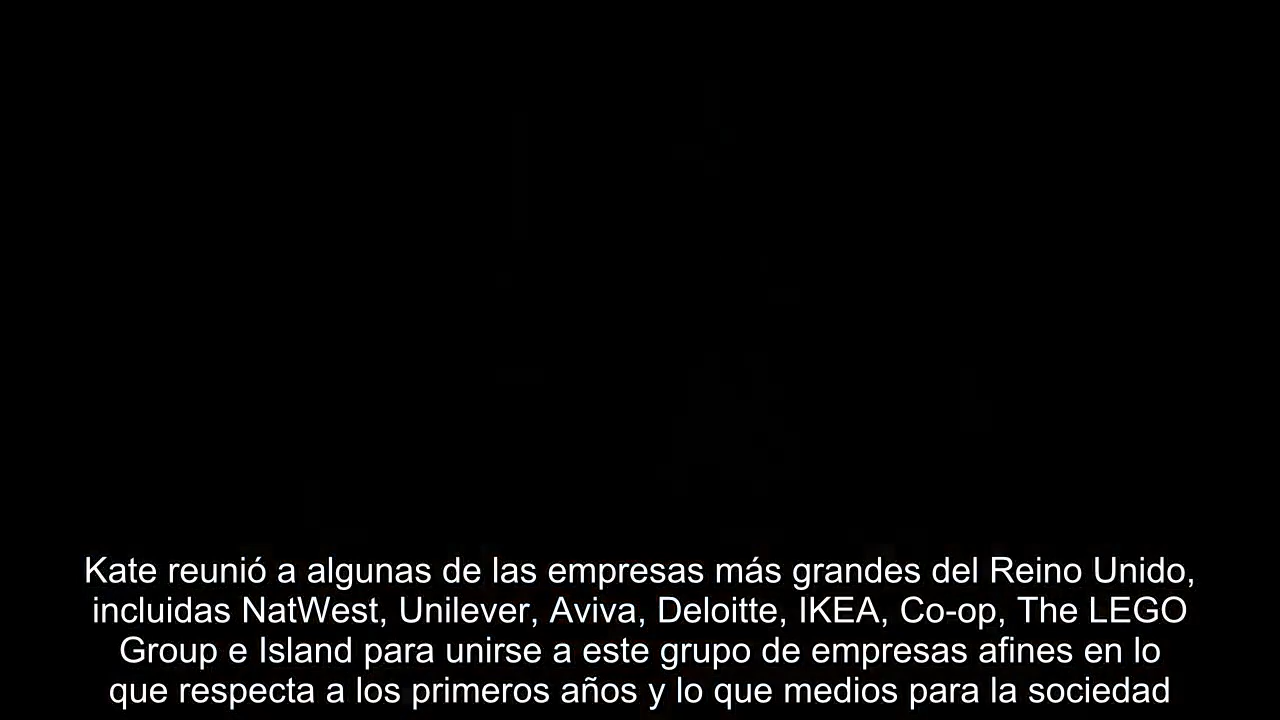 Kate reunió a algunas de las empresas más grandes del Reino Unido,
incluidas NatWest, Unilever, Aviva, Deloitte, IKEA, Co-op, The LEGO
Group e Island para unirse a este grupo de empresas afines en lo
que respecta a los primeros años y lo que medios para la sociedad